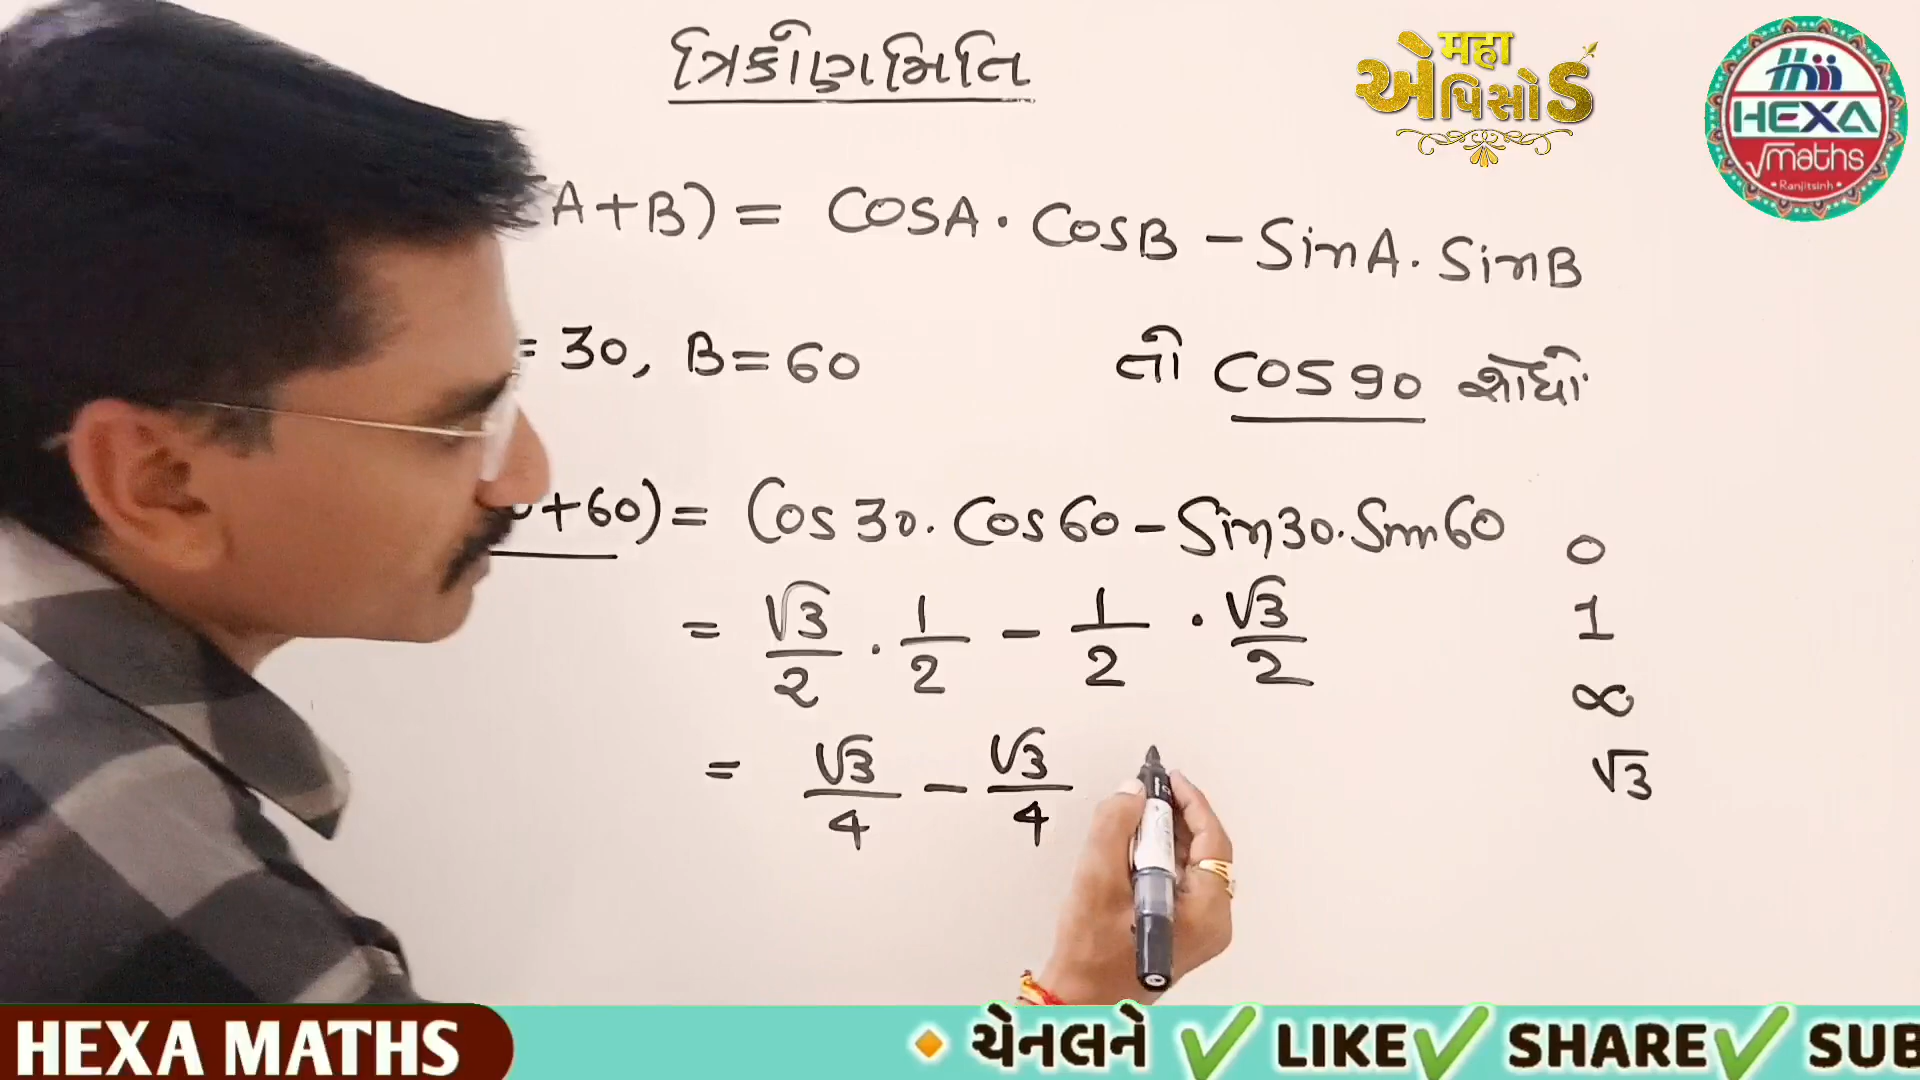 ત્રિકોણમિતિ
महा
એપિસોડ
HEXA
√maths
Ranjitsinh
(A+B) = COSA · COSB - SinA · SinB
= 30, B = 60 તો COS 90 શોધો
+60) = Cos 30 · Cos 60 - Sin 30 · Sin 60
0
= √3/2 · 1/2 - 1/2 · √3/2
1
∞
= √3/4 - √3/4
√3
HEXA MATHS
🔸 ચેનલને ✔ LIKE ✔ SHARE ✔ SUB